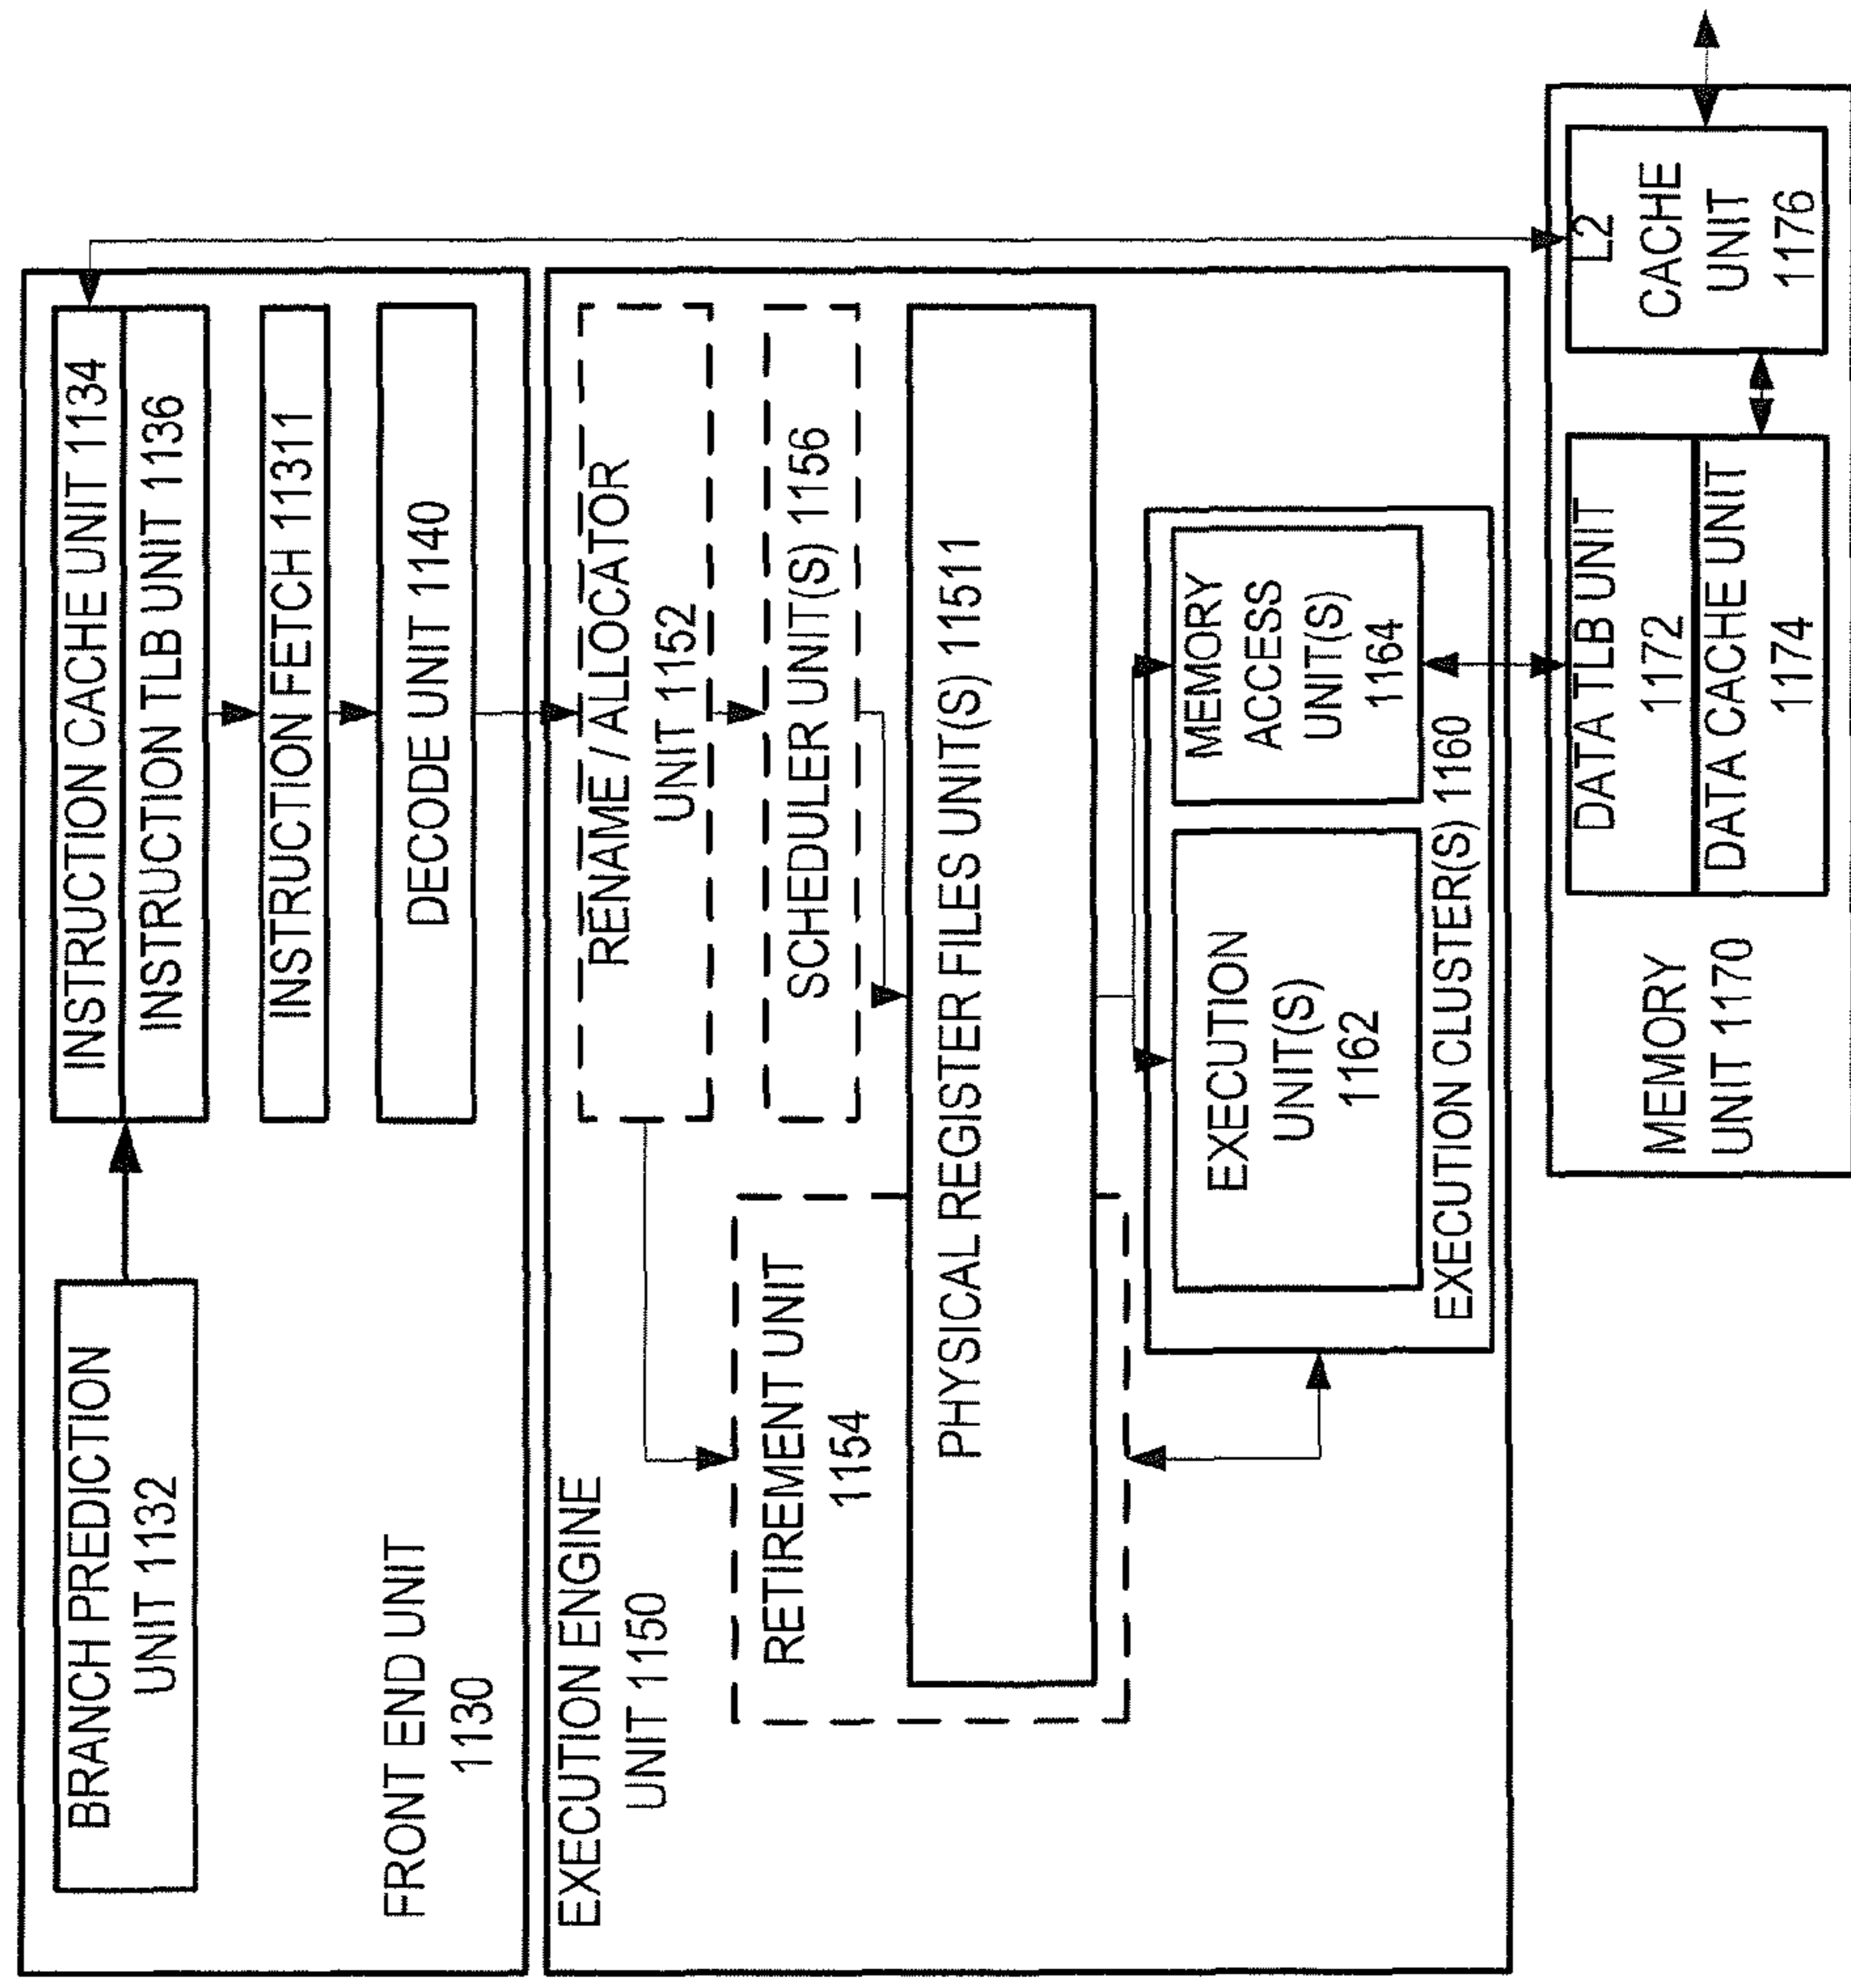 BRANCH PREDICTION
UNIT 1132
INSTRUCTION CACHE UNIT 1134
INSTRUCTION TLB UNIT 1136
INSTRUCTION FETCH 11311
DECODE UNIT 1140
FRONT END UNIT
1130
EXECUTION ENGINE
UNIT 1150
RENAME / ALLOCATOR
UNIT 1152
SCHEDULER UNIT(S) 1156
RETIREMENT UNIT
1154
PHYSICAL REGISTER FILES UNIT(S) 11511
EXECUTION
UNIT(S)
1162
MEMORY
ACCESS
UNIT(S)
1164
EXECUTION CLUSTER(S) 1160
MEMORY
UNIT 1170
DATA TLB UNIT
1172
DATA CACHE UNIT
1174
L2
CACHE
UNIT
1176